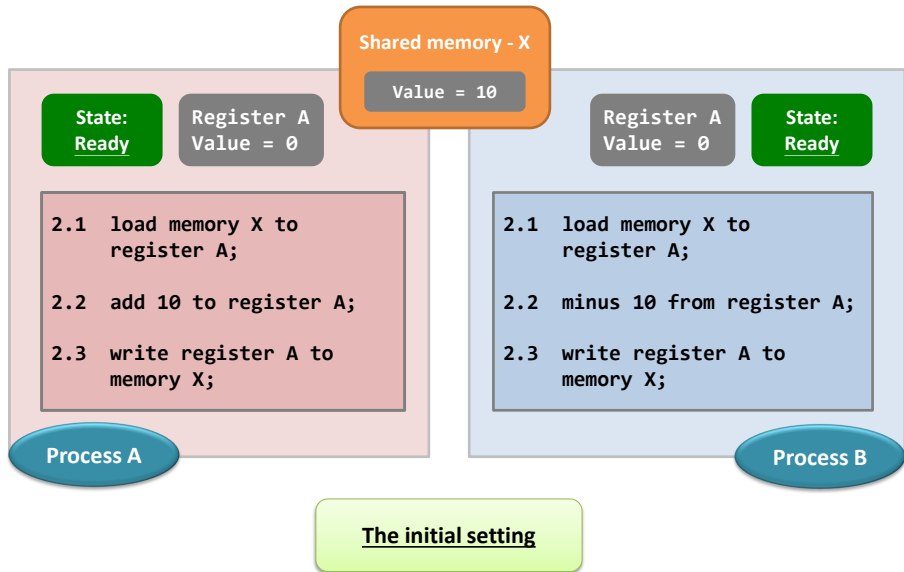 Shared memory - X
Value = 10
State:
Ready
Register A
Value = 0
2.1 load memory X to
register A;
2.2 add 10 to register A;
2.3 write register A to
memory X;
Process A
Register A
Value = 0
State:
Ready
2.1 load memory X to
register A;
2.2 minus 10 from register A;
2.3 write register A to
memory X;
Process B
The initial setting